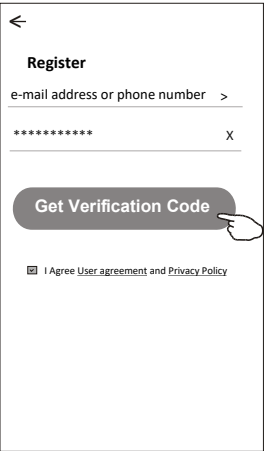 Register
e-mail address or phone number >
*********** X
Get Verification Code
I Agree User agreement and Privacy Policy